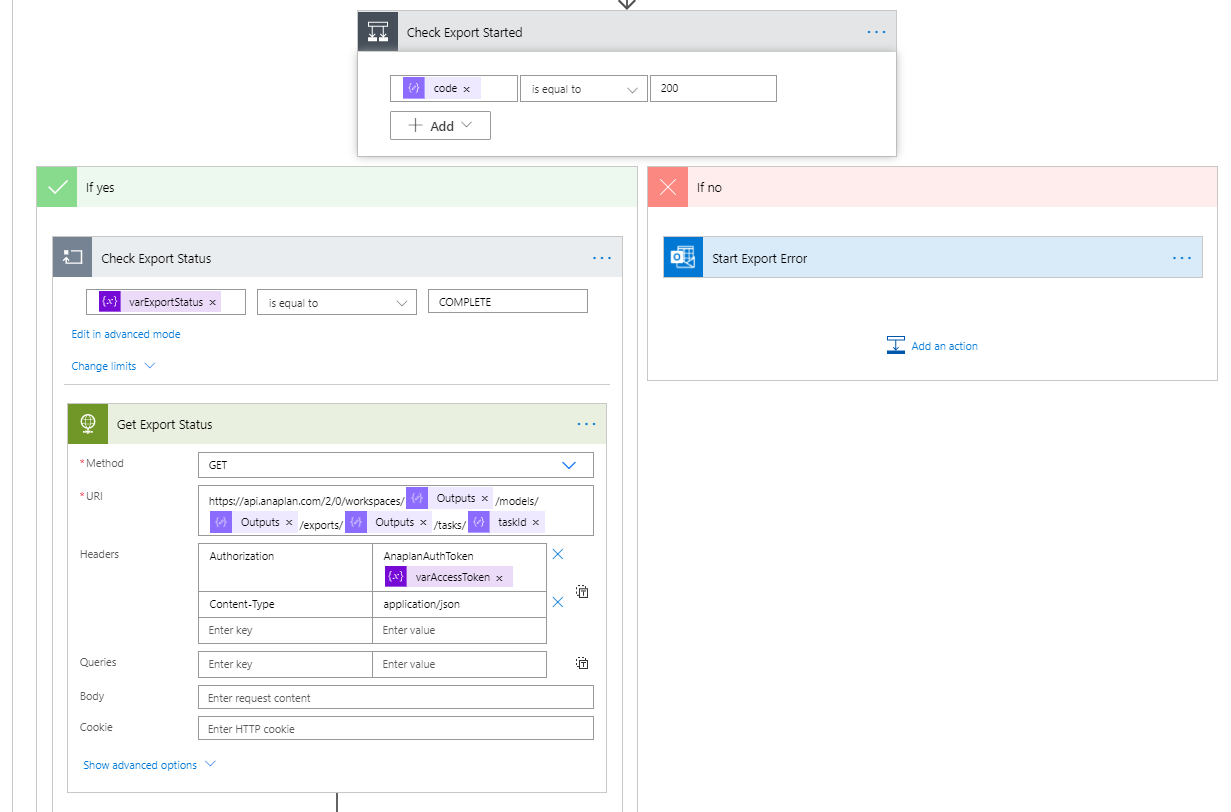 Check Export Started
...
{/} code ×
is equal to
200
+ Add
If yes
If no
Check Export Status
...
Start Export Error
...
{x} varExportStatus ×
is equal to
COMPLETE
Edit in advanced mode
Change limits
Add an action
Get Export Status
...
* Method
GET
* URI
https://api.anaplan.com/2/0/workspaces/ {/} Outputs × /models/
{/} Outputs × /exports/ {/} Outputs × /tasks/ {/} taskId ×
Headers
Authorization
AnaplanAuthToken
{x} varAccessToken ×
Content-Type
application/json
Enter key
Enter value
Queries
Enter key
Enter value
Body
Enter request content
Cookie
Enter HTTP cookie
Show advanced options